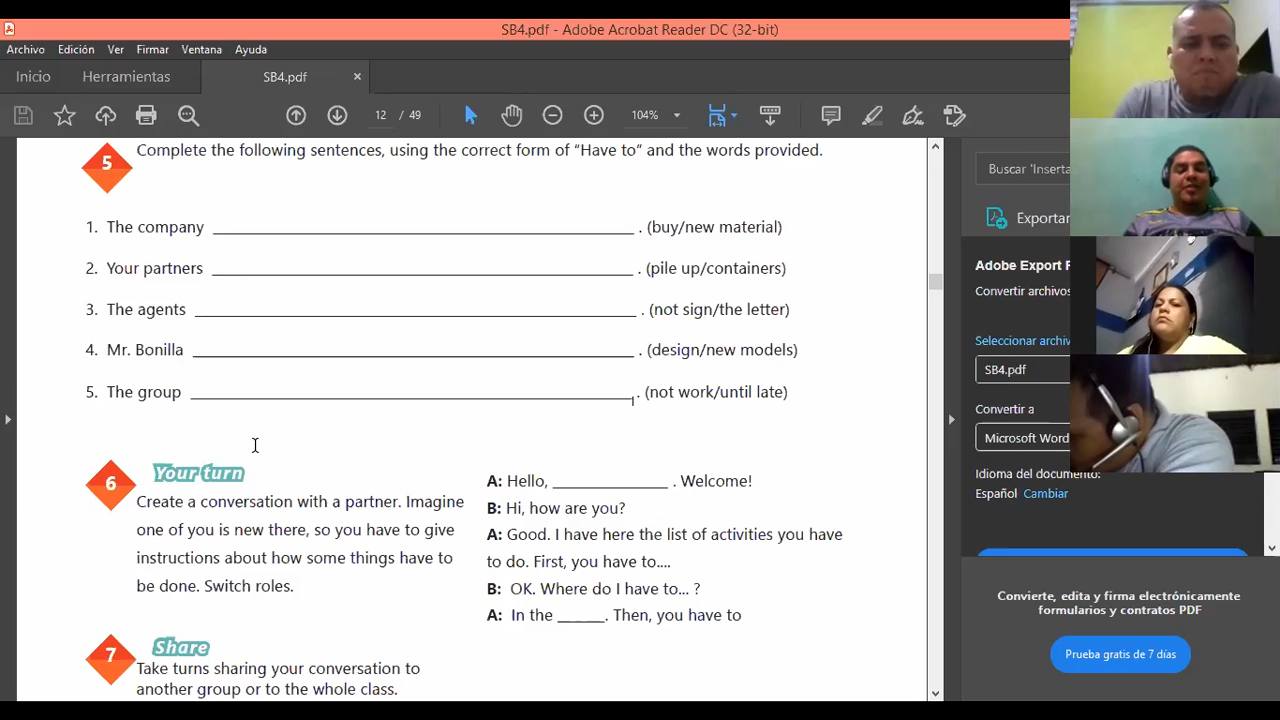 SB4.pdf - Adobe Acrobat Reader DC (32-bit)
Archivo Edición Ver Firmar Ventana Ayuda
Inicio Herramientas SB4.pdf ×
12 / 49 104%
5 Complete the following sentences, using the correct form of “Have to” and the words provided.
1. The company ______ . (buy/new material)
2. Your partners ______ . (pile up/containers)
3. The agents ______ . (not sign/the letter)
4. Mr. Bonilla ______ . (design/new models)
5. The group ______ . (not work/until late)
6 Your turn
Create a conversation with a partner. Imagine
one of you is new there, so you have to give
instructions about how some things have to
be done. Switch roles.
A: Hello, ______ . Welcome!
B: Hi, how are you?
A: Good. I have here the list of activities you have
to do. First, you have to....
B: OK. Where do I have to... ?
A: In the ______. Then, you have to
7 Share
Take turns sharing your conversation to
another group or to the whole class.
Buscar 'Inserta
Exportar
Adobe Export
Convertir archivos
Seleccionar archiv
SB4.pdf
Convertir a
Microsoft Word
Idioma del documento:
Español Cambiar
Convierte, edita y firma electrónicamente
formularios y contratos PDF
Prueba gratis de 7 días